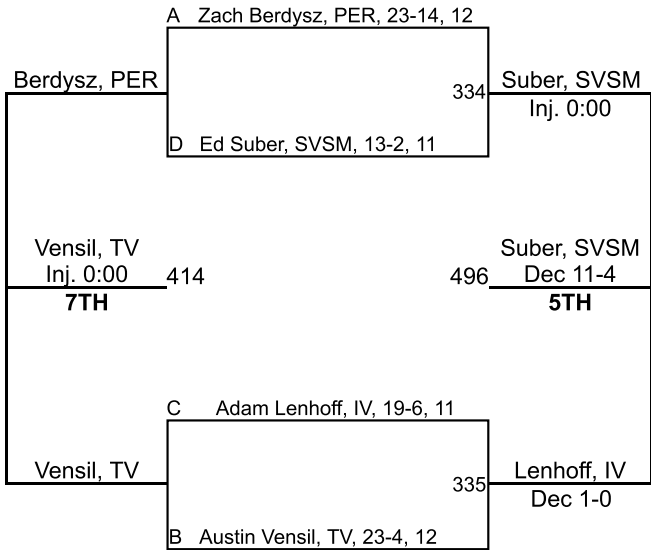 A Zach Berdysz, PER, 23-14, 12
Berdysz, PER
334
Suber, SVSM
Inj. 0:00
D Ed Suber, SVSM, 13-2, 11
Vensil, TV
Inj. 0:00
414
7TH
Suber, SVSM
496
Dec 11-4
5TH
C Adam Lenhoff, IV, 19-6, 11
Vensil, TV
335
Lenhoff, IV
Dec 1-0
B Austin Vensil, TV, 23-4, 12